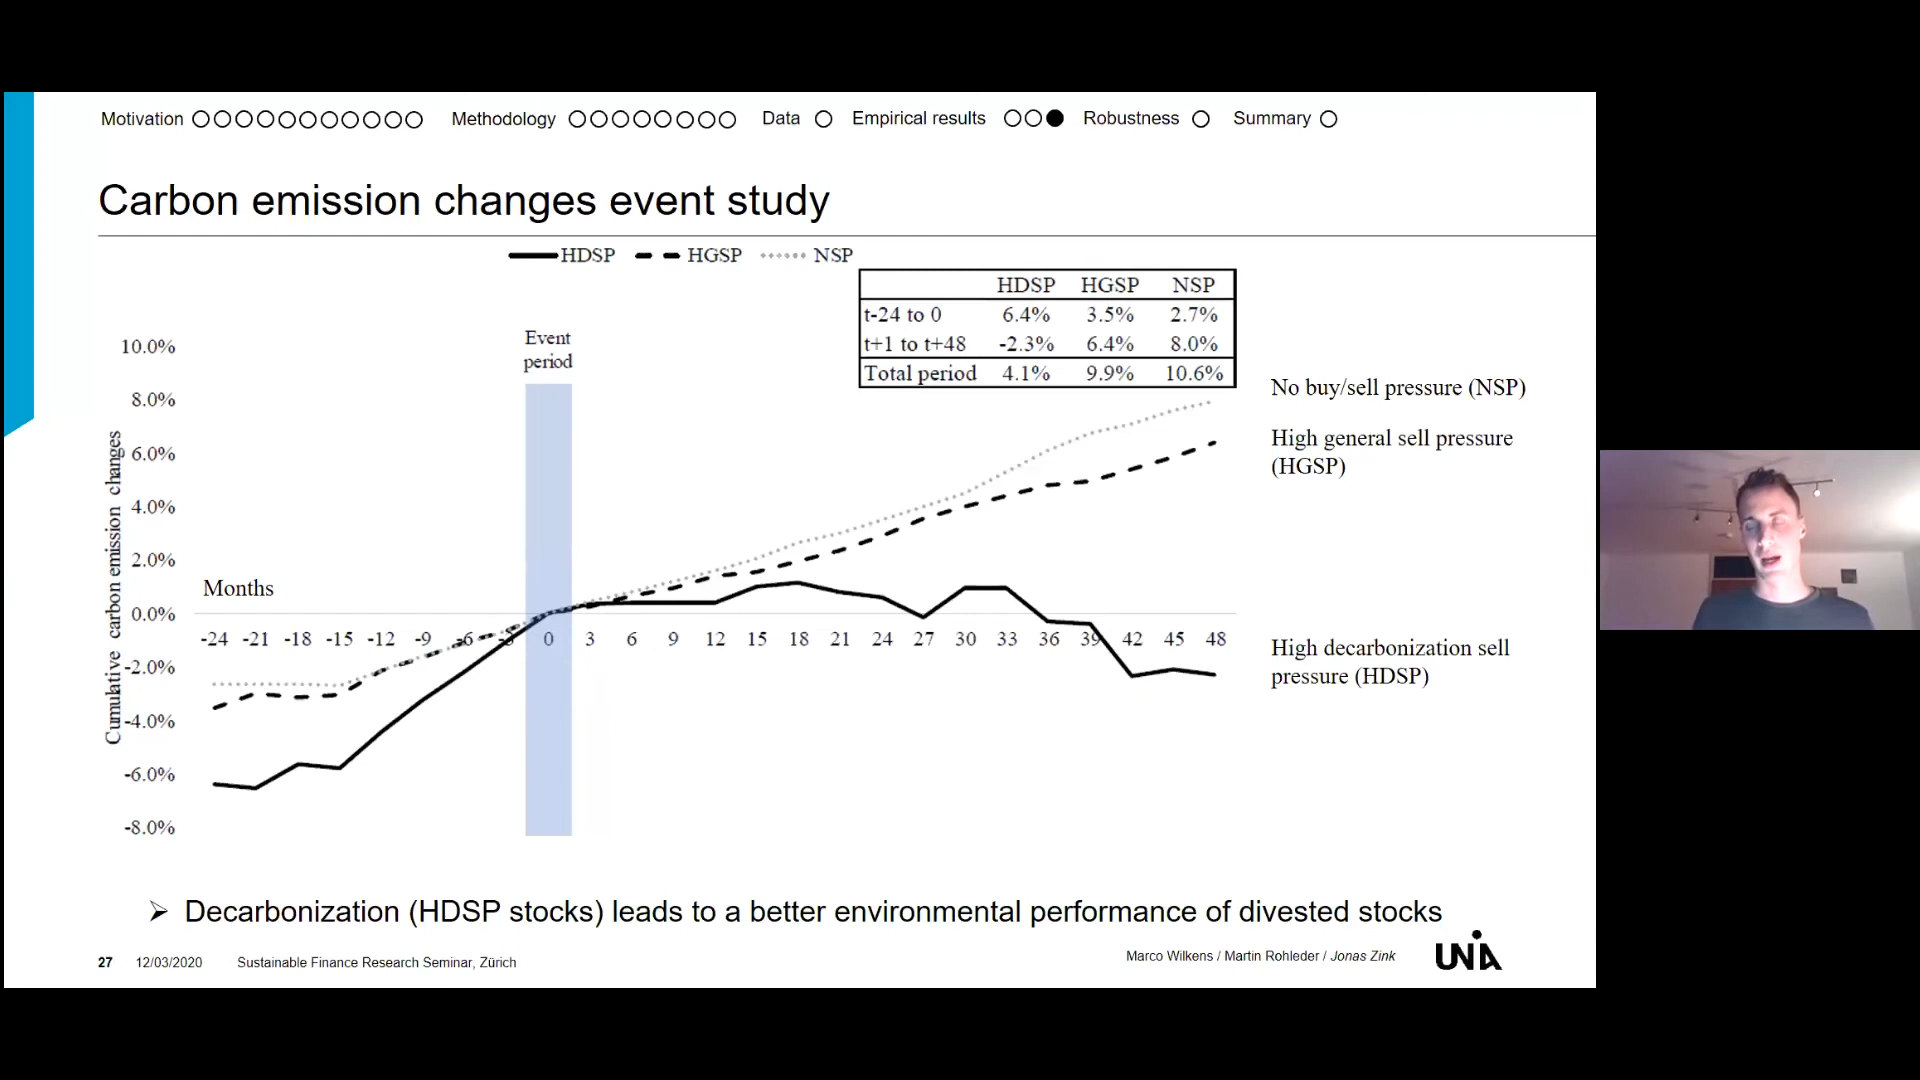 Motivation Methodology Data Empirical results Robustness Summary
Carbon emission changes event study
HDSP HGSP NSP
HDSP HGSP NSP
t-24 to 0 6.4% 3.5% 2.7%
t+1 to t+48 -2.3% 6.4% 8.0%
Total period 4.1% 9.9% 10.6%
Event
period
10.0%
8.0%
6.0%
4.0%
2.0%
0.0%
-2.0%
-4.0%
-6.0%
-8.0%
Cumulative carbon emission changes
Months
-24 -21 -18 -15 -12 -9 -6 -3 0 3 6 9 12 15 18 21 24 27 30 33 36 39 42 45 48
No buy/sell pressure (NSP)
High general sell pressure
(HGSP)
High decarbonization sell
pressure (HDSP)
Decarbonization (HDSP stocks) leads to a better environmental performance of divested stocks
27 12/03/2020 Sustainable Finance Research Seminar, Zürich
Marco Wilkens / Martin Rohleder / Jonas Zink
UNIA